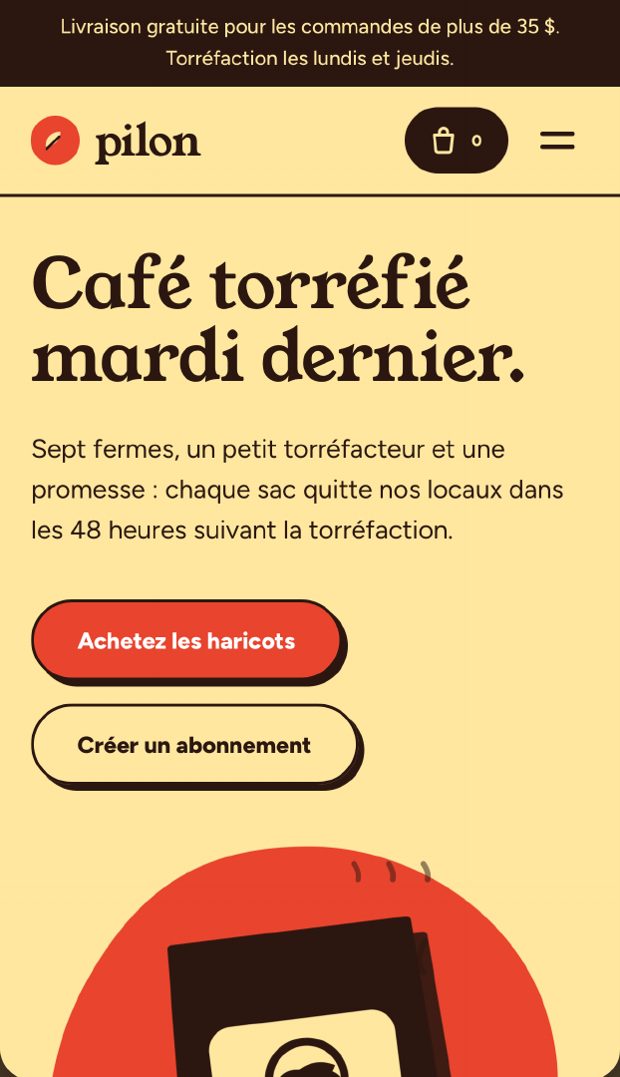 Livraison gratuite pour les commandes de plus de 35 $.
Torréfaction les lundis et jeudis.
pilon
0
Café torréfié
mardi dernier.
Sept fermes, un petit torréfacteur et une
promesse : chaque sac quitte nos locaux dans
les 48 heures suivant la torréfaction.
Achetez les haricots
Créer un abonnement